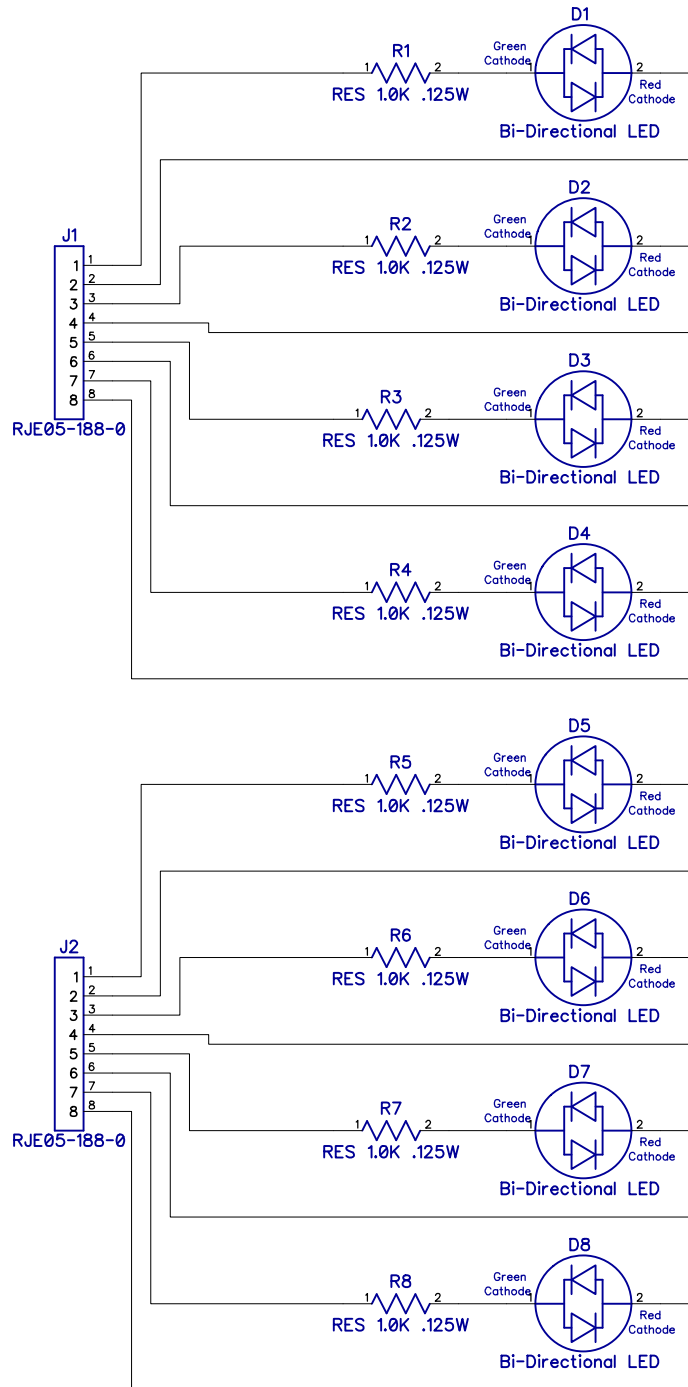 D1
Green
Cathode
1
2
Red
Cathode
Bi-Directional LED
R1
1
2
RES 1.0K .125W
D2
Green
Cathode
1
2
Red
Cathode
Bi-Directional LED
R2
1
2
RES 1.0K .125W
J1
1 1
2 2
3 3
4 4
5 5
6 6
7 7
8 8
RJE05-188-0
D3
Green
Cathode
1
2
Red
Cathode
Bi-Directional LED
R3
1
2
RES 1.0K .125W
D4
Green
Cathode
1
2
Red
Cathode
Bi-Directional LED
R4
1
2
RES 1.0K .125W
D5
Green
Cathode
1
2
Red
Cathode
Bi-Directional LED
R5
1
2
RES 1.0K .125W
D6
Green
Cathode
1
2
Red
Cathode
Bi-Directional LED
R6
1
2
RES 1.0K .125W
J2
1 1
2 2
3 3
4 4
5 5
6 6
7 7
8 8
RJE05-188-0
D7
Green
Cathode
1
2
Red
Cathode
Bi-Directional LED
R7
1
2
RES 1.0K .125W
D8
Green
Cathode
1
2
Red
Cathode
Bi-Directional LED
R8
1
2
RES 1.0K .125W